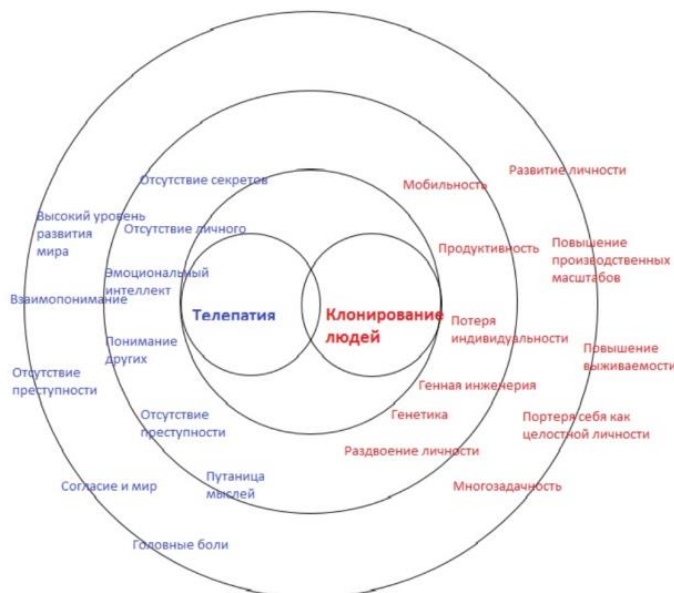 Отсутствие секретов
Высокий уровень
развития
мира
Отсутствие личного
Эмоциональный
интеллект
Взаимопонимание
Телепатия
Понимание
других
Отсутствие
преступности
Отсутствие
преступности
Путаница
мыслей
Согласие и мир
Головные боли
Развитие личности
Мобильность
Продуктивность
Повышение
производственных
масштабов
Клонирование
людей
Потеря
индивидуальности
Повышение
выживаемости
Генная инженерия
Генетика
Портеря себя как
целостной личности
Раздвоение личности
Многозадачность